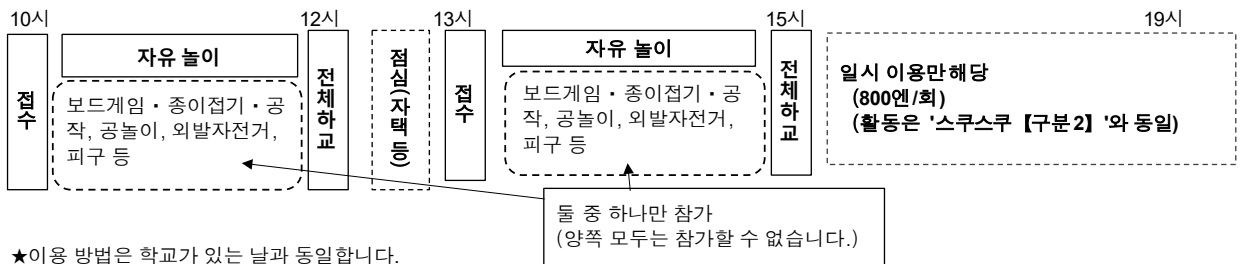 10시
12시
13시
15시
19시
접수
자유 놀이
보드게임・종이접기・공
작, 공놀이, 외발자전거,
피구 등
전체하교
점심(자택 등)
접수
자유 놀이
보드게임・종이접기・공
작, 공놀이, 외발자전거,
피구 등
전체하교
일시 이용만해당
(800엔/회)
(활동은 '스쿠스쿠【구분2】'와 동일)
둘 중 하나만 참가
(양쪽 모두는 참가할 수 없습니다.)
★이용 방법은 학교가 있는 날과 동일합니다.